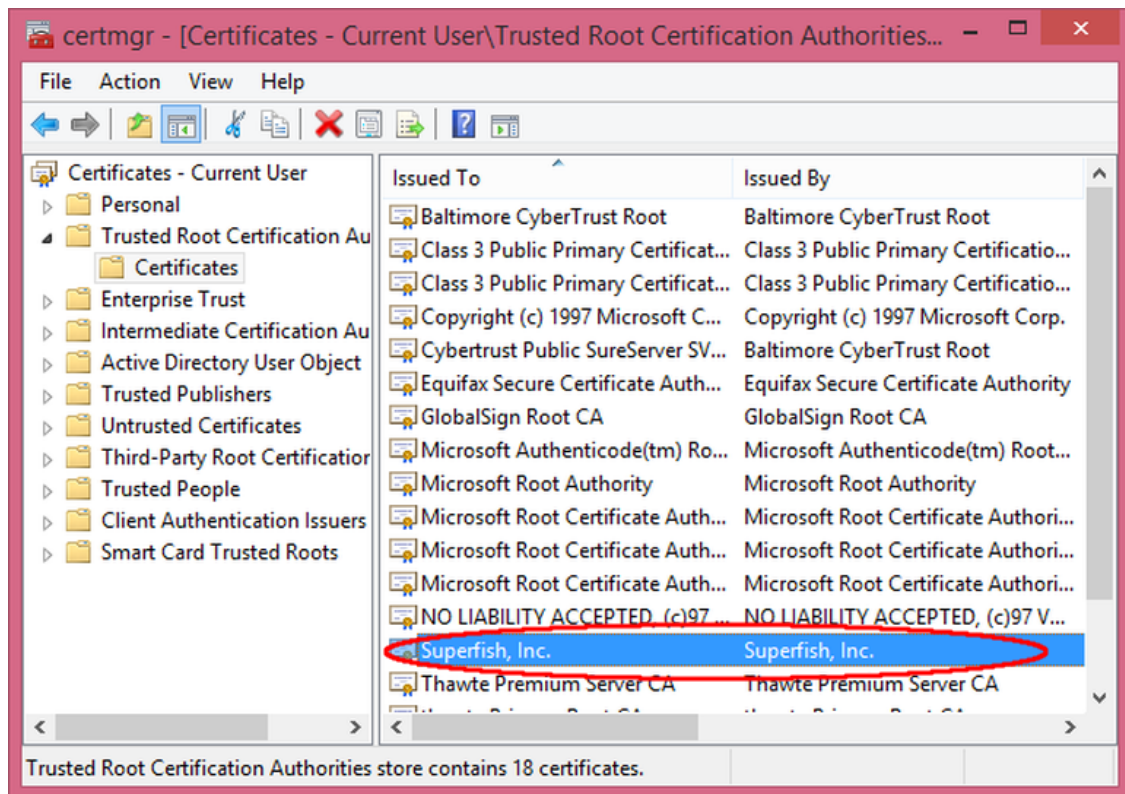 certmgr - [Certificates - Current User\Trusted Root Certification Authorities...
File Action View Help
Certificates - Current User
Personal
Trusted Root Certification Au
Certificates
Enterprise Trust
Intermediate Certification Au
Active Directory User Object
Trusted Publishers
Untrusted Certificates
Third-Party Root Certification
Trusted People
Client Authentication Issuers
Smart Card Trusted Roots
Issued To Issued By
Baltimore CyberTrust Root Baltimore CyberTrust Root
Class 3 Public Primary Certificat... Class 3 Public Primary Certificatio...
Class 3 Public Primary Certificat... Class 3 Public Primary Certificatio...
Copyright (c) 1997 Microsoft C... Copyright (c) 1997 Microsoft Corp.
Cybertrust Public SureServer SV... Baltimore CyberTrust Root
Equifax Secure Certificate Auth... Equifax Secure Certificate Authority
GlobalSign Root CA GlobalSign Root CA
Microsoft Authenticode(tm) Ro... Microsoft Authenticode(tm) Root...
Microsoft Root Authority Microsoft Root Authority
Microsoft Root Certificate Auth... Microsoft Root Certificate Authori...
Microsoft Root Certificate Auth... Microsoft Root Certificate Authori...
Microsoft Root Certificate Auth... Microsoft Root Certificate Authori...
NO LIABILITY ACCEPTED, (c)97 ... NO LIABILITY ACCEPTED, (c)97 V...
Superfish, Inc. Superfish, Inc.
Thawte Premium Server CA Thawte Premium Server CA
Trusted Root Certification Authorities store contains 18 certificates.